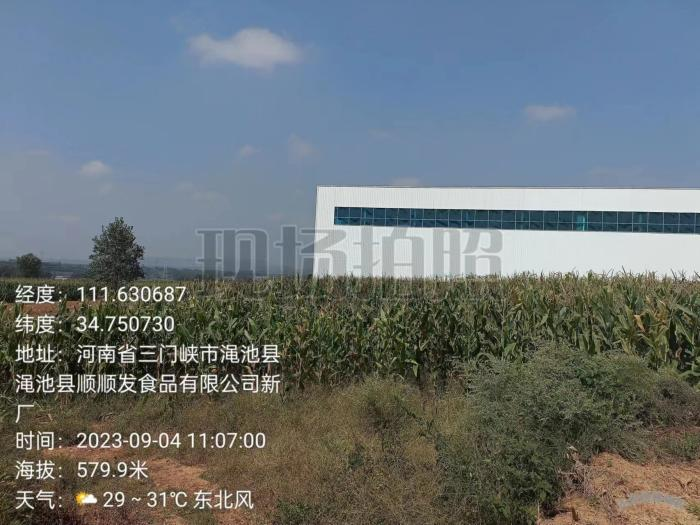 现场拍照
经度：111.630687
纬度：34.750730
地址：河南省三门峡市渑池县
渑池县顺顺发食品有限公司新
厂
时间：2023-09-04 11:07:00
海拔：579.9米
天气：29 ~ 31℃ 东北风